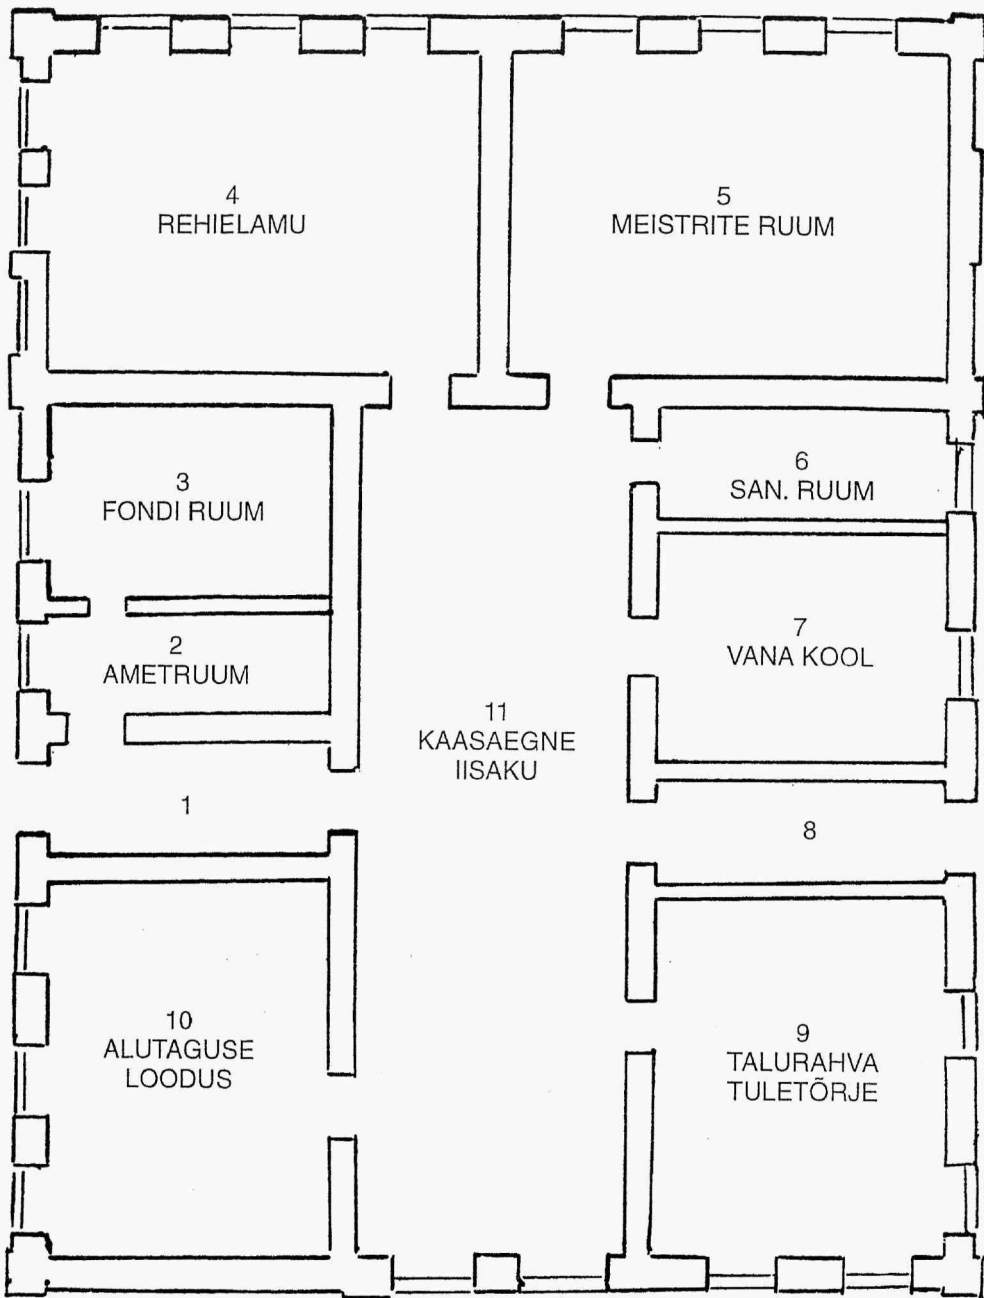 4
REHIELAMU
5
MEISTRITE RUUM
3
FONDI RUUM
6
SAN. RUUM
2
AMETRUUM
7
VANA KOOL
11
KAASAEGNE
IISAKU
1
8
10
ALUTAGUSE
LOODUS
9
TALURAHVA
TULETÕRJE